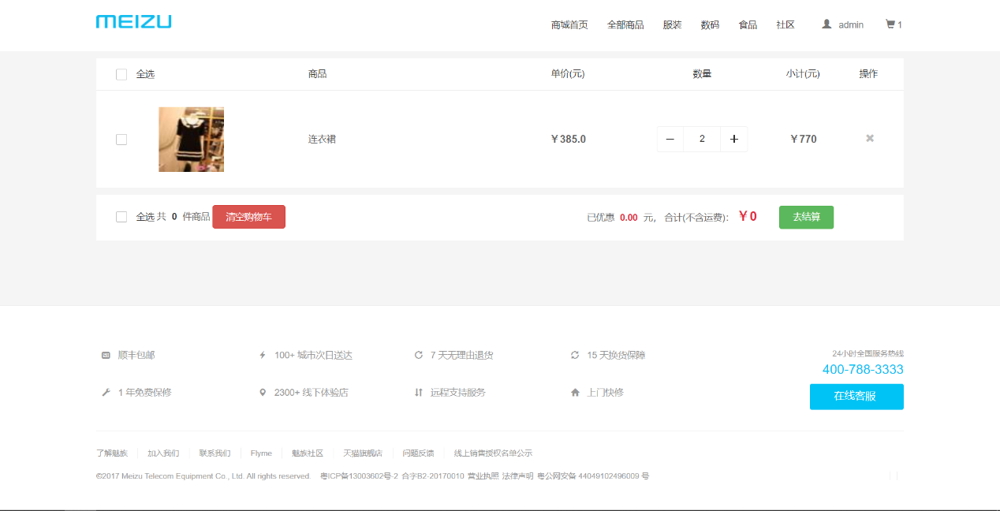 MEIZU 商城首页 全部商品 服装 数码 食品 社区 admin 1
全选 商品 单价(元) 数量 小计(元) 操作
连衣裙 ￥385.0 − 2 + ￥770
全选 共 0 件商品 清空购物车 已优惠 0.00 元， 合计(不含运费)： ￥0 去结算
顺丰包邮 100+ 城市次日送达 7 天无理由退货 15 天换货保障 24小时全国服务热线
400-788-3333
1 年免费保修 2300+ 线下体验店 远程支持服务 上门快修 在线客服
了解魅族 加入我们 联系我们 Flyme 魅族社区 天猫旗舰店 问题反馈 线上销售授权名单公示
©2017 Meizu Telecom Equipment Co., Ltd. All rights reserved. 粤ICP备13003602号-2 合字B2-20170010 营业执照 法律声明 粤公网安备 44049102496009 号